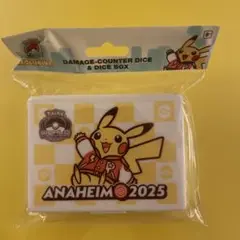 DAMAGE-COUNTER DICE
& DICE BOX
ANAHEIM 2025